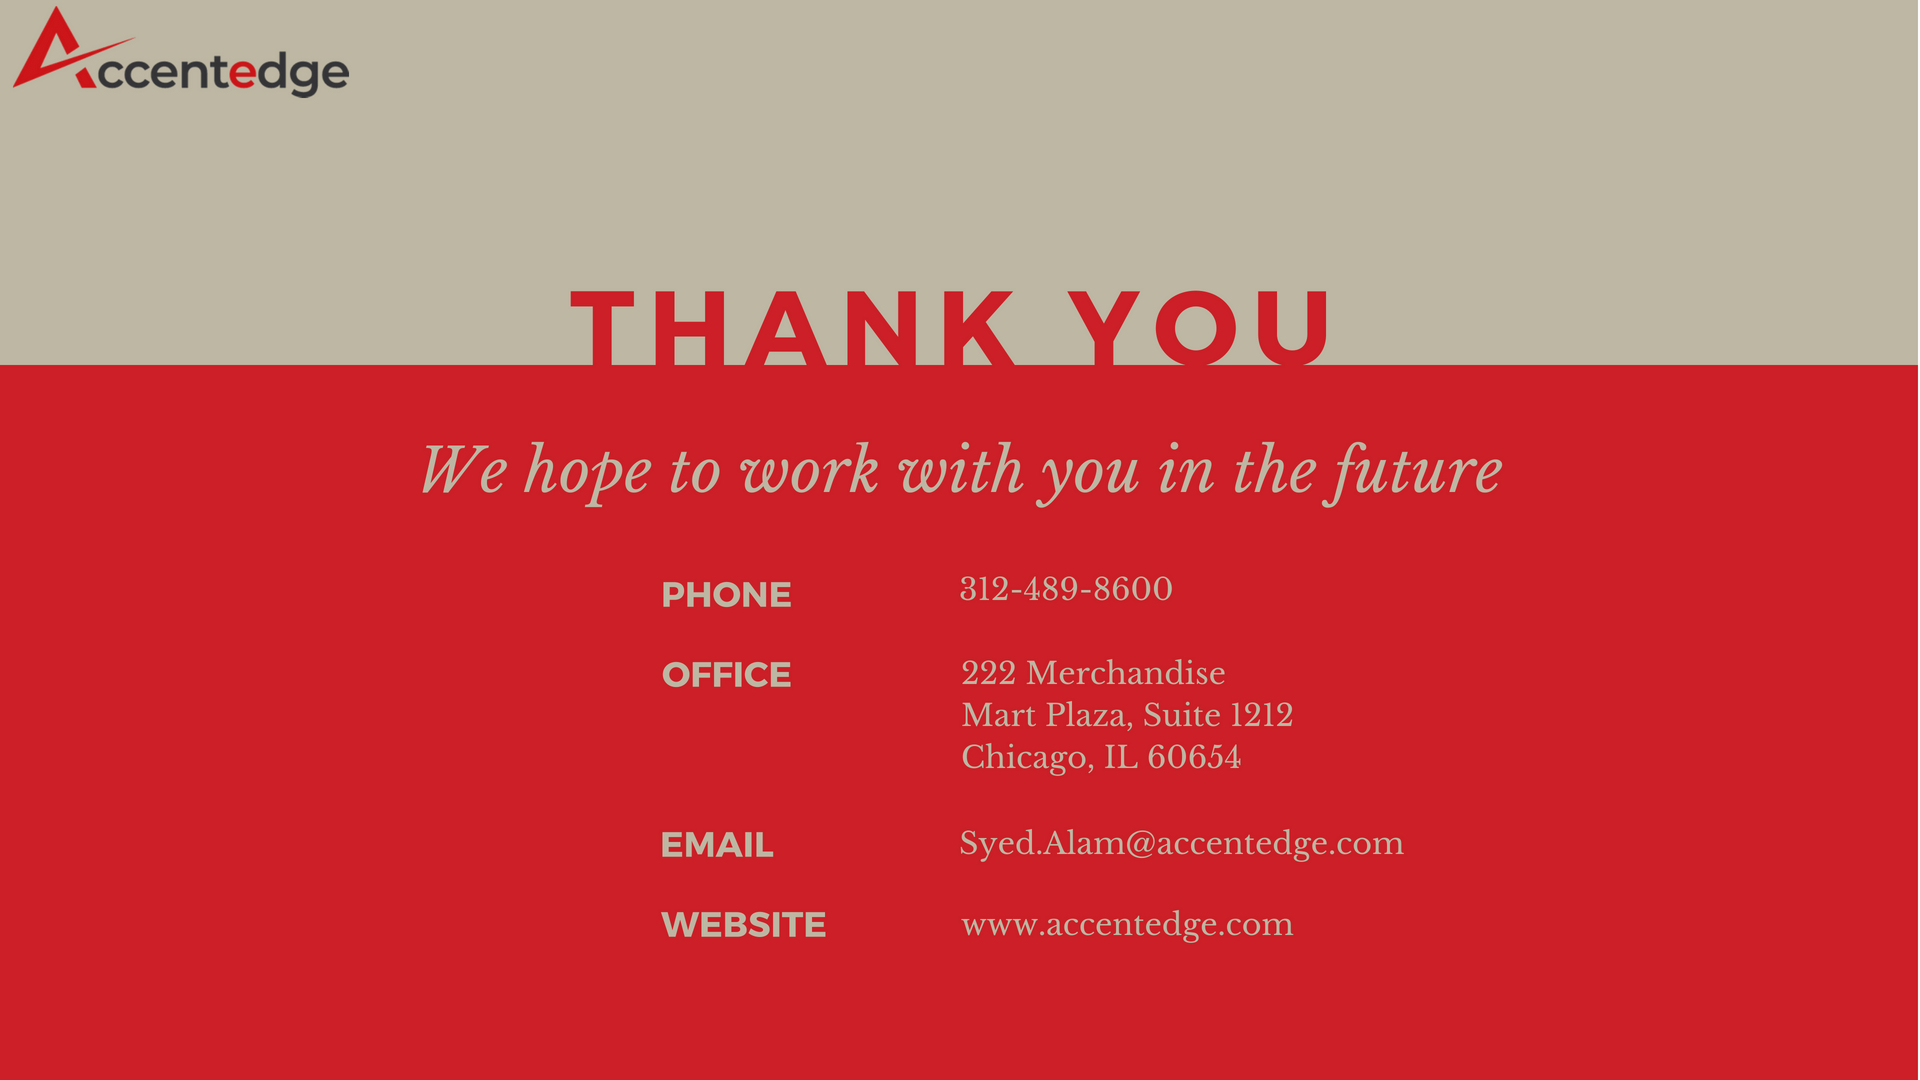 Accentedge
THANK YOU
We hope to work with you in the future
PHONE
312-489-8600
OFFICE
222 Merchandise
Mart Plaza, Suite 1212
Chicago, IL 60654
EMAIL
Syed.Alam@accentedge.com
WEBSITE
www.accentedge.com